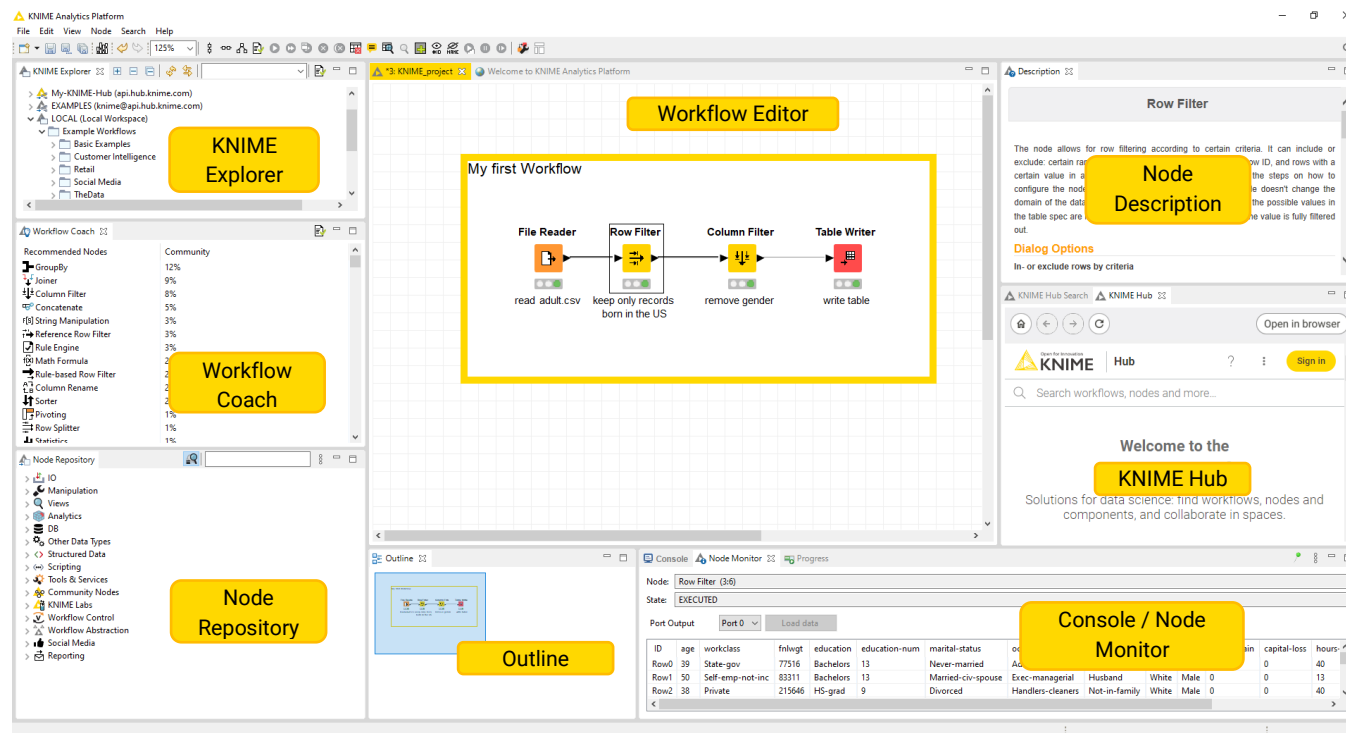 KNIME Analytics Platform
File Edit View Node Search Help
125%
KNIME Explorer
My-KNIME-Hub (api.hub.knime.com)
EXAMPLES (knime@api.hub.knime.com)
LOCAL (Local Workspace)
Example Workflows
Basic Examples
Customer Intelligence
Retail
Social Media
TheData
KNIME
Explorer
Workflow Coach
Recommended Nodes Community
GroupBy 12%
Joiner 9%
Column Filter 8%
Concatenate 5%
String Manipulation 3%
Reference Row Filter 3%
Rule Engine 3%
Math Formula 2
Rule-based Row Filter 2
Column Rename 2
Sorter 2
Pivoting 1%
Row Splitter 1%
Statistics 1%
Workflow
Coach
Node Repository
IO
Manipulation
Views
Analytics
DB
Other Data Types
Structured Data
Scripting
Tools & Services
Community Nodes
KNIME Labs
Workflow Control
Workflow Abstraction
Social Media
Reporting
Node
Repository
*3: KNIME_project Welcome to KNIME Analytics Platform
Workflow Editor
My first Workflow
File Reader Row Filter Column Filter Table Writer
read adult.csv keep only records remove gender write table
born in the US
Outline
Outline
Description
Row Filter
The node allows for row filtering according to certain criteria. It can include or
exclude: certain row ID, and rows with a
certain value in a the steps on how to
configure the node doesn't change the
domain of the data the possible values in
the table spec are the value is fully filtered
out.
Dialog Options
In- or exclude rows by criteria
Node
Description
KNIME Hub Search KNIME Hub
Open in browser
Open for Innovation
KNIME Hub ? Sign in
Search workflows, nodes and more...
Welcome to the
KNIME Hub
Solutions for data science: find workflows, nodes and
components, and collaborate in spaces.
Console Node Monitor Progress
Node: Row Filter (3:6)
State: EXECUTED
Port Output Port 0 Load data
Console / Node
Monitor
ID age workclass fnlwgt education education-num marital-status capital-loss hours-
Row0 39 State-gov 77516 Bachelors 13 Never-married 0 40
Row1 50 Self-emp-not-inc 83311 Bachelors 13 Married-civ-spouse Exec-managerial Husband White Male 0 0 13
Row2 38 Private 215646 HS-grad 9 Divorced Handlers-cleaners Not-in-family White Male 0 0 40